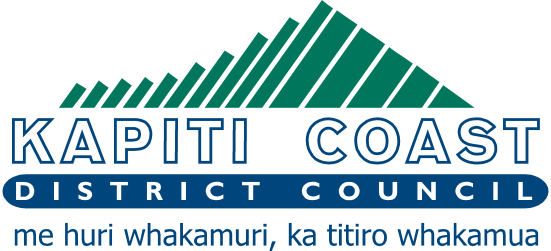 KAPITI COAST
DISTRICT COUNCIL
me huri whakamuri, ka titiro whakamua